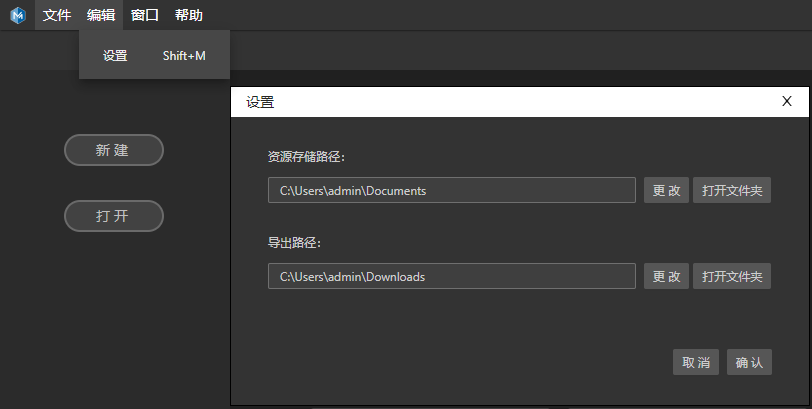 文件 编辑 窗口 帮助
设置 Shift+M
设置 X
新建
打开
资源存储路径：
C:\Users\admin\Documents 更改 打开文件夹
导出路径：
C:\Users\admin\Downloads 更改 打开文件夹
取消 确认